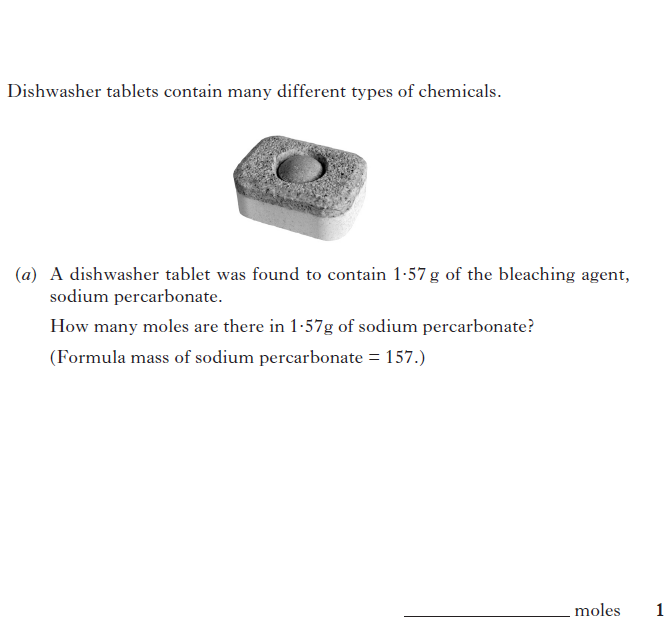 Dishwasher tablets contain many different types of chemicals.
(a) A dishwasher tablet was found to contain 1·57 g of the bleaching agent,
sodium percarbonate.
How many moles are there in 1·57g of sodium percarbonate?
(Formula mass of sodium percarbonate = 157.)
moles 1